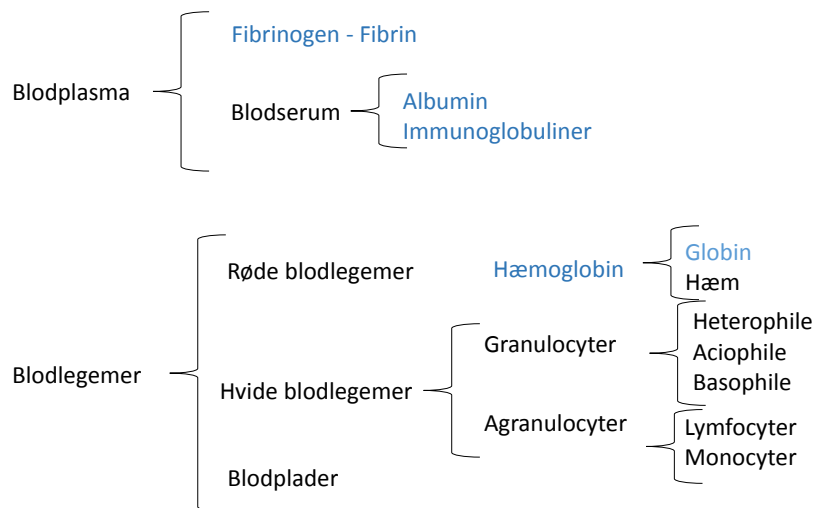 Fibrinogen - Fibrin
Blodplasma
Blodserum
Albumin
Immunoglobuliner
Røde blodlegemer
Hæmoglobin
Globin
Hæm
Blodlegemer
Hvide blodlegemer
Granulocyter
Heterophile
Aciophile
Basophile
Agranulocyter
Lymfocyter
Monocyter
Blodplader